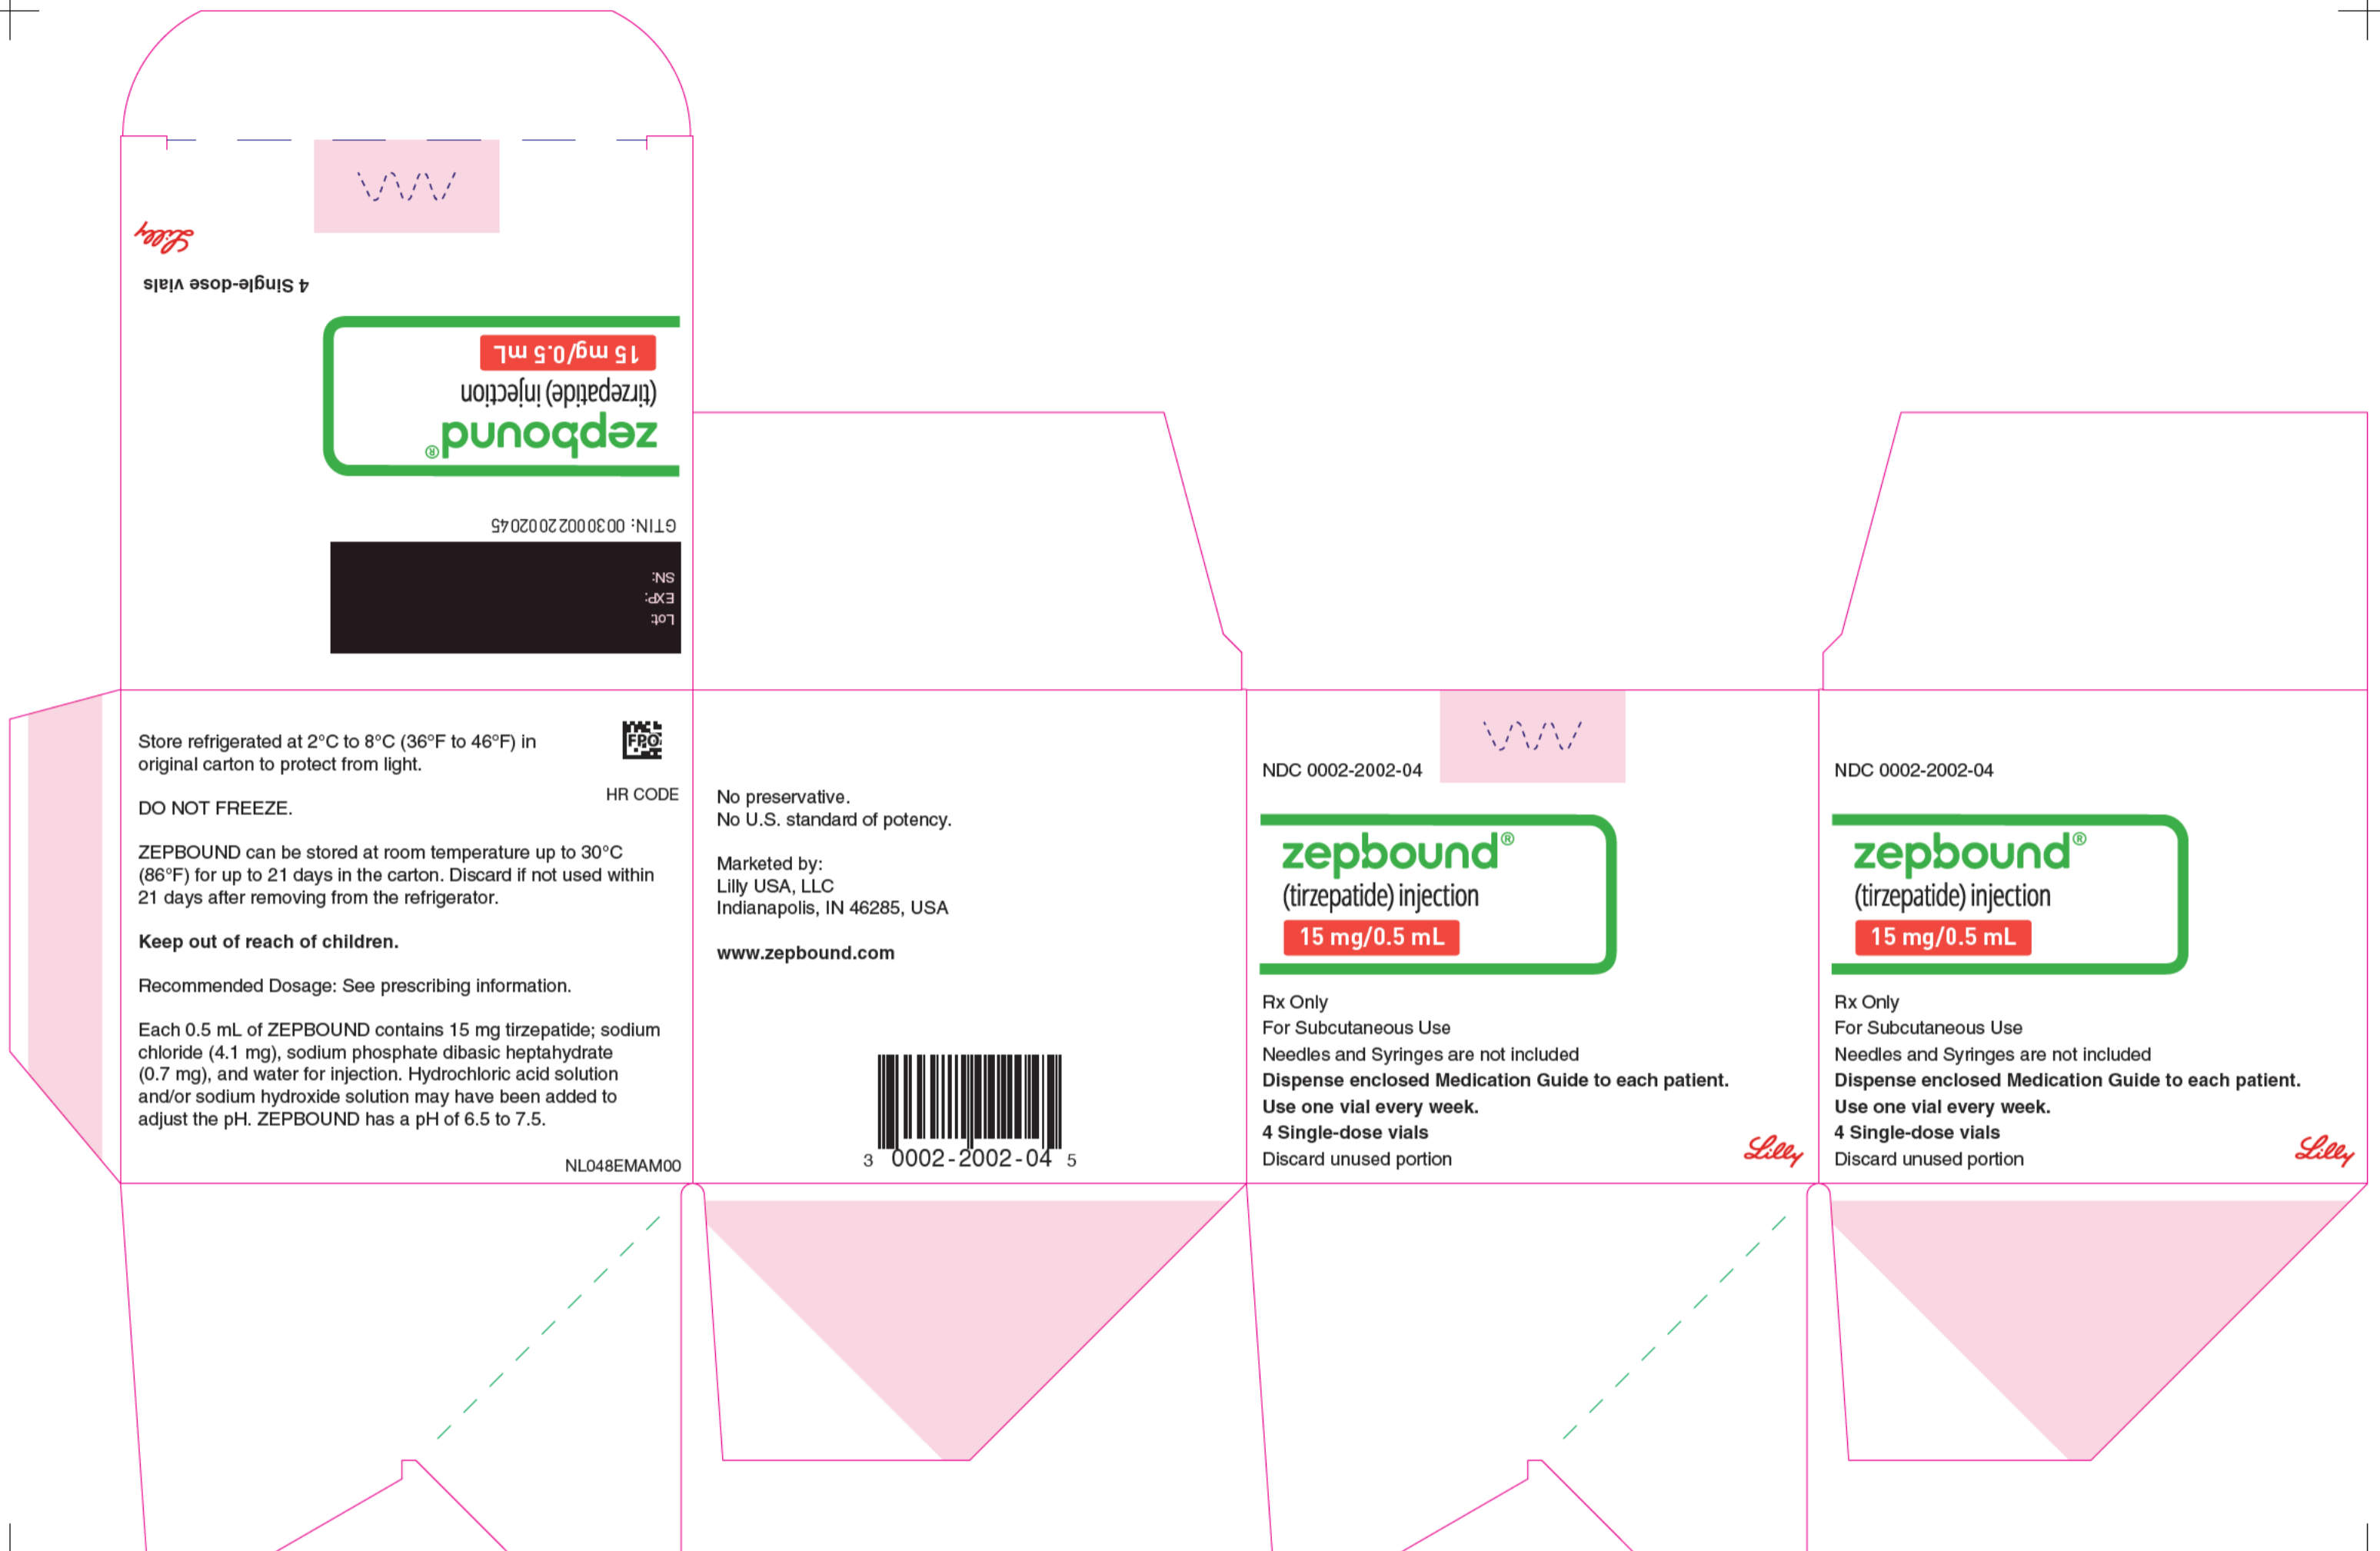 Lilly
4 Single-dose vials
15 mg/0.5 mL
(tirzepatide) injection
zepbound®
GTIN: 00300022002045
SN:
EXP:
Lot:
Store refrigerated at 2°C to 8°C (36°F to 46°F) in
original carton to protect from light.
FPO
HR CODE
DO NOT FREEZE.
ZEPBOUND can be stored at room temperature up to 30°C
(86°F) for up to 21 days in the carton. Discard if not used within
21 days after removing from the refrigerator.
Keep out of reach of children.
Recommended Dosage: See prescribing information.
Each 0.5 mL of ZEPBOUND contains 15 mg tirzepatide; sodium
chloride (4.1 mg), sodium phosphate dibasic heptahydrate
(0.7 mg), and water for injection. Hydrochloric acid solution
and/or sodium hydroxide solution may have been added to
adjust the pH. ZEPBOUND has a pH of 6.5 to 7.5.
NL048EMAM00
No preservative.
No U.S. standard of potency.
Marketed by:
Lilly USA, LLC
Indianapolis, IN 46285, USA
www.zepbound.com
3 0002-2002-04 5
NDC 0002-2002-04
zepbound®
(tirzepatide) injection
15 mg/0.5 mL
Rx Only
For Subcutaneous Use
Needles and Syringes are not included
Dispense enclosed Medication Guide to each patient.
Use one vial every week.
4 Single-dose vials
Discard unused portion
Lilly
NDC 0002-2002-04
zepbound®
(tirzepatide) injection
15 mg/0.5 mL
Rx Only
For Subcutaneous Use
Needles and Syringes are not included
Dispense enclosed Medication Guide to each patient.
Use one vial every week.
4 Single-dose vials
Discard unused portion
Lilly